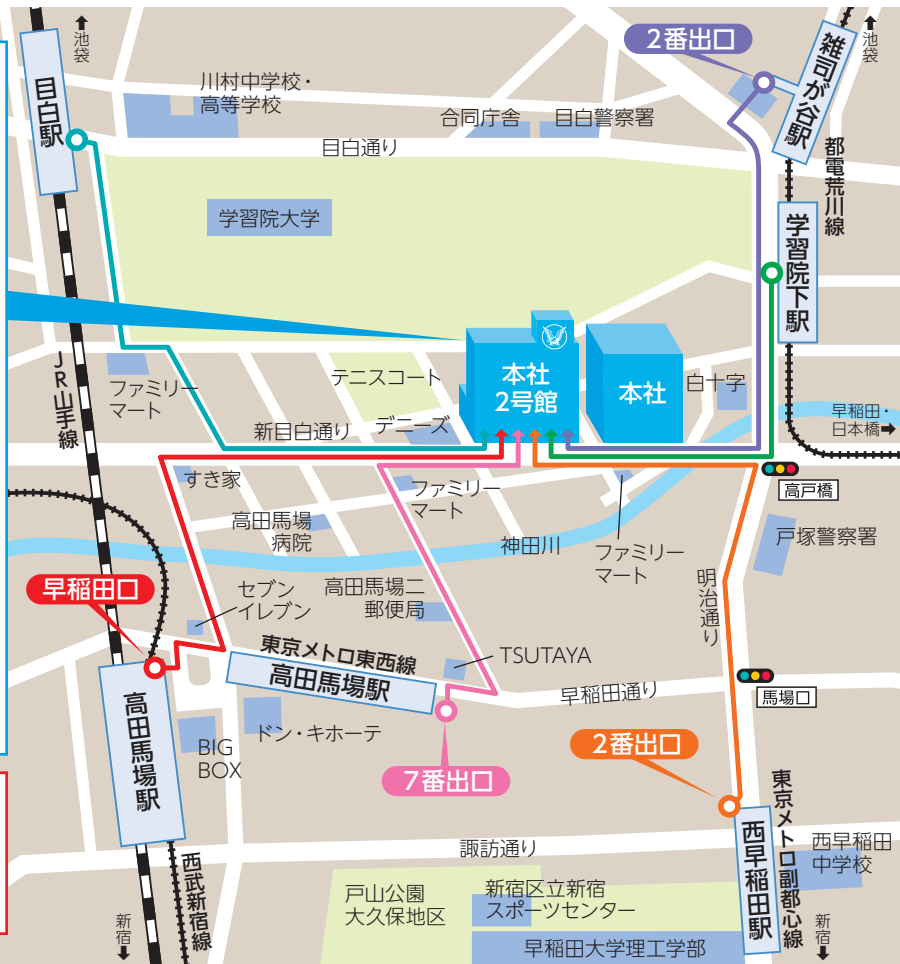 池袋
目白駅
川村中学校・
高等学校
合同庁舎
目白警察署
2番出口
雑司が谷駅
池袋
目白通り
都電荒川線
学習院大学
学習院下駅
JR山手線
ファミリー
マート
テニスコート
新目白通り
デニーズ
本社
2号館
本社
白十字
早稲田・
日本橋
すき家
高田馬場
病院
ファミリー
マート
神田川
ファミリー
マート
高戸橋
戸塚警察署
早稲田口
セブン
イレブン
高田馬場二
郵便局
明治通り
東京メトロ東西線
高田馬場駅
TSUTAYA
早稲田通り
馬場口
高田馬場駅
BIG
BOX
ドン・キホーテ
7番出口
2番出口
東京メトロ副都心線
西早稲田駅
西早稲田
中学校
諏訪通り
西武新宿線
戸山公園
大久保地区
新宿区立新宿
スポーツセンター
早稲田大学理工学部
新宿
新宿